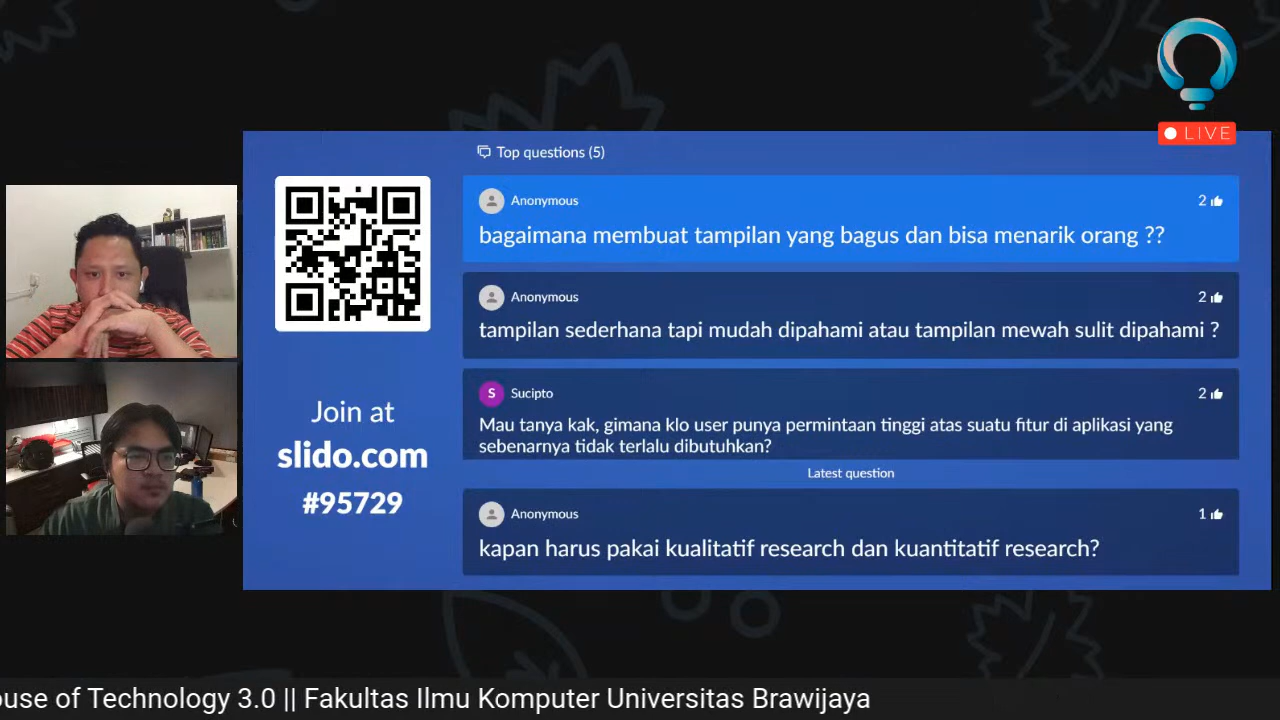 LIVE
Top questions (5)
Anonymous
2
bagaimana membuat tampilan yang bagus dan bisa menarik orang ??
Anonymous
2
tampilan sederhana tapi mudah dipahami atau tampilan mewah sulit dipahami ?
S Sucipto
2
Mau tanya kak, gimana klo user punya permintaan tinggi atas suatu fitur di aplikasi yang
sebenarnya tidak terlalu dibutuhkan?
Latest question
Anonymous
1
kapan harus pakai kualitatif research dan kuantitatif research?
Join at
slido.com
#95729
ouse of Technology 3.0 || Fakultas Ilmu Komputer Universitas Brawijaya